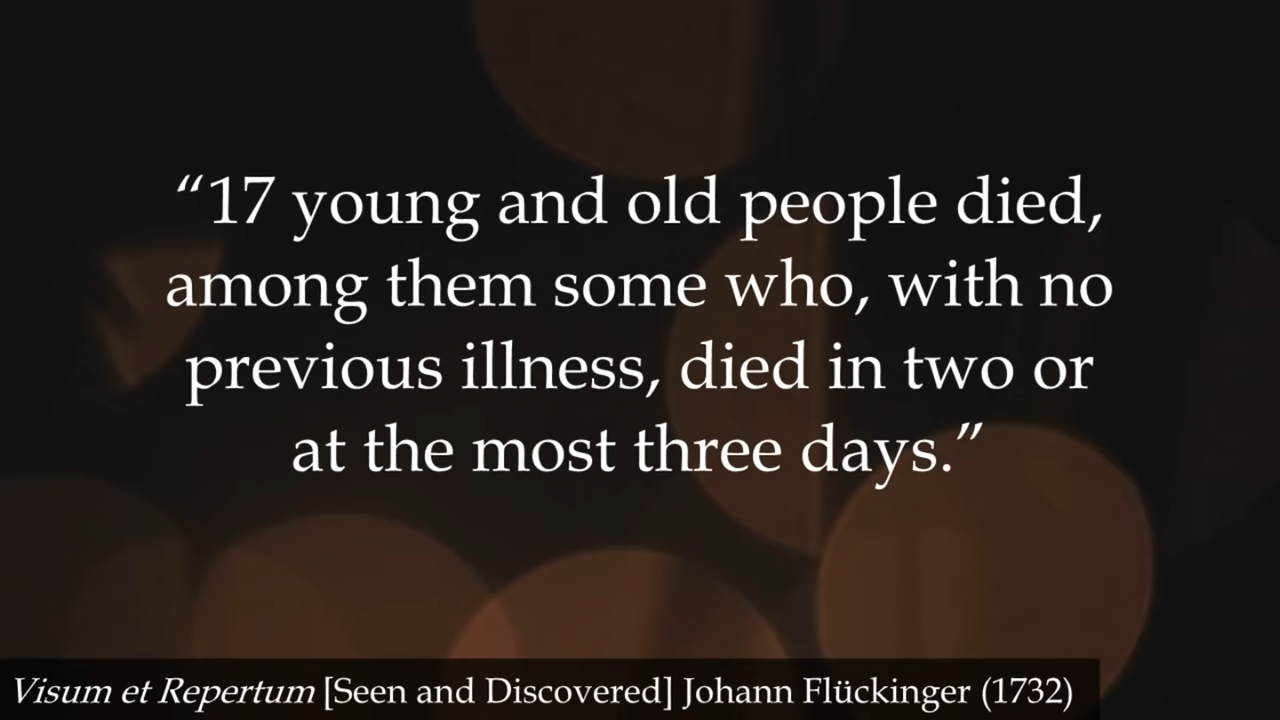 “17 young and old people died,
among them some who, with no
previous illness, died in two or
at the most three days.”
Visum et Repertum [Seen and Discovered] Johann Flückinger (1732)